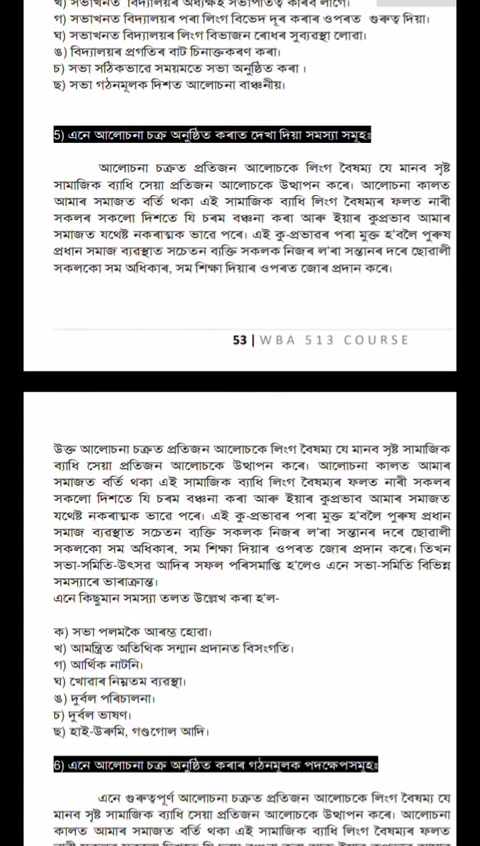 খ) সভাখনত বিদ্যালয়ৰ অধ্যক্ষই সভাপতিত্ব কৰিব লাগে।
গ) সভাখনত বিদ্যালয়ৰ পৰা লিংগ বিভেদ দূৰ কৰাৰ ওপৰত গুৰুত্ব দিয়া।
ঘ) সভাখনত বিদ্যালয়ৰ লিংগ বিভাজন ৰোধৰ সুব্যৱস্থা লোৱা।
ঙ) বিদ্যালয়ৰ প্ৰগতিৰ বাট চিনাক্তকৰণ কৰা।
চ) সভা সঠিকভাৱে সময়মতে সভা অনুষ্ঠিত কৰা ।
ছ) সভা গঠনমূলক দিশত আলোচনা বাঞ্চনীয়।
5) এনে আলোচনা চক্ৰ অনুষ্ঠিত কৰাত দেখা দিয়া সমস্যা সমূহঃ
আলোচনা চক্ৰত প্ৰতিজন আলোচকে লিংগ বৈষম্য যে মানব সৃষ্ট
সামাজিক ব্যাধি সেয়া প্ৰতিজন আলোচকে উত্থাপন কৰে। আলোচনা কালত
আমাৰ সমাজত বৰ্তি থকা এই সামাজিক ব্যাধি লিংগ বৈষম্যৰ ফলত নাৰী
সকলৰ সকলো দিশতে যি চৰম বঞ্চনা কৰা আৰু ইয়াৰ কুপ্ৰভাব আমাৰ
সমাজত যথেষ্ট নকৰাত্মক ভাৱে পৰে। এই কু-প্ৰভাৱৰ পৰা মুক্ত হ'বলৈ পুৰুষ
প্ৰধান সমাজ ব্যৱস্থাত সচেতন ব্যক্তি সকলক নিজৰ ল'ৰা সন্তানৰ দৰে ছোৱালী
সকলকো সম অধিকাৰ, সম শিক্ষা দিয়াৰ ওপৰত জোৰ প্ৰদান কৰে।
53 | WBA 513 COURSE
উক্ত আলোচনা চক্ৰত প্ৰতিজন আলোচকে লিংগ বৈষম্য যে মানব সৃষ্ট সামাজিক
ব্যাধি সেয়া প্ৰতিজন আলোচকে উত্থাপন কৰে। আলোচনা কালত আমাৰ
সমাজত বৰ্তি থকা এই সামাজিক ব্যাধি লিংগ বৈষম্যৰ ফলত নাৰী সকলৰ
সকলো দিশতে যি চৰম বঞ্চনা কৰা আৰু ইয়াৰ কুপ্ৰভাব আমাৰ সমাজত
যথেষ্ট নকৰাত্মক ভাৱে পৰে। এই কু-প্ৰভাৱৰ পৰা মুক্ত হ'বলৈ পুৰুষ প্ৰধান
সমাজ ব্যৱস্থাত সচেতন ব্যক্তি সকলক নিজৰ ল'ৰা সন্তানৰ দৰে ছোৱালী
সকলকো সম অধিকাৰ, সম শিক্ষা দিয়াৰ ওপৰত জোৰ প্ৰদান কৰে। তিখন
সভা-সমিতি-উৎসৱ আদিৰ সফল পৰিসমাপ্তি হ'লেও এনে সভা-সমিতি বিভিন্ন
সমস্যাৰে ভাৰাক্ৰান্ত।
এনে কিছুমান সমস্যা তলত উল্লেখ কৰা হ'ল-
ক) সভা পলমকৈ আৰম্ভ হোৱা।
খ) আমন্ত্ৰিত অতিথিক সন্মান প্ৰদানত বিসংগতি।
গ) আৰ্থিক নাটনি।
ঘ) খোৱাৰ নিম্নতম ব্যৱস্থা।
ঙ) দুৰ্বল পৰিচালনা।
চ) দুৰ্বল ভাষণ।
ছ) হাই-উৰুমি, গণ্ডগোল আদি।
6) এনে আলোচনা চক্ৰ অনুষ্ঠিত কৰাৰ গঠনমূলক পদক্ষেপসমূহঃ
এনে গুৰুত্বপূৰ্ণ আলোচনা চক্ৰত প্ৰতিজন আলোচকে লিংগ বৈষম্য যে
মানব সৃষ্ট সামাজিক ব্যাধি সেয়া প্ৰতিজন আলোচকে উত্থাপন কৰে। আলোচনা
কালত আমাৰ সমাজত বৰ্তি থকা এই সামাজিক ব্যাধি লিংগ বৈষম্যৰ ফলত